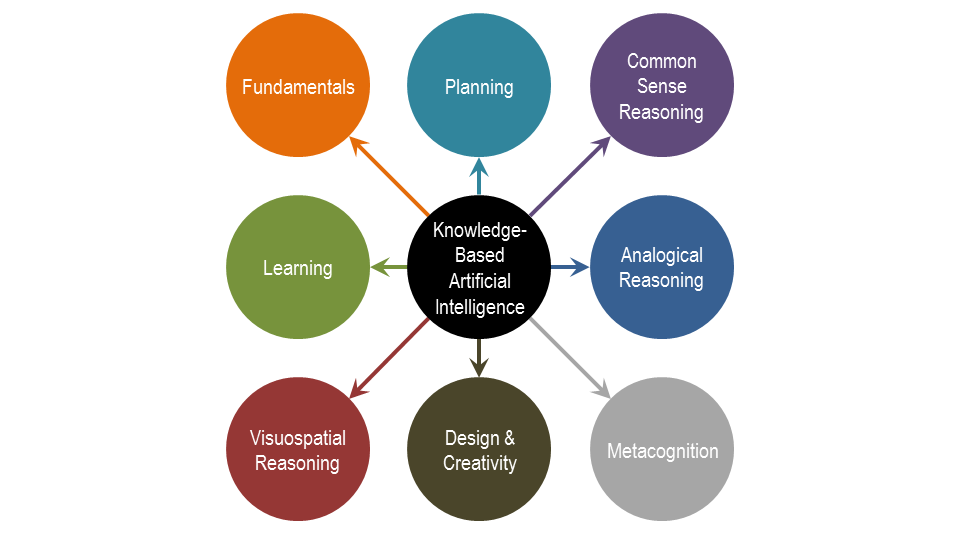 Fundamentals
Planning
Common
Sense
Reasoning
Learning
Knowledge-
Based
Artificial
Intelligence
Analogical
Reasoning
Visuospatial
Reasoning
Design &
Creativity
Metacognition